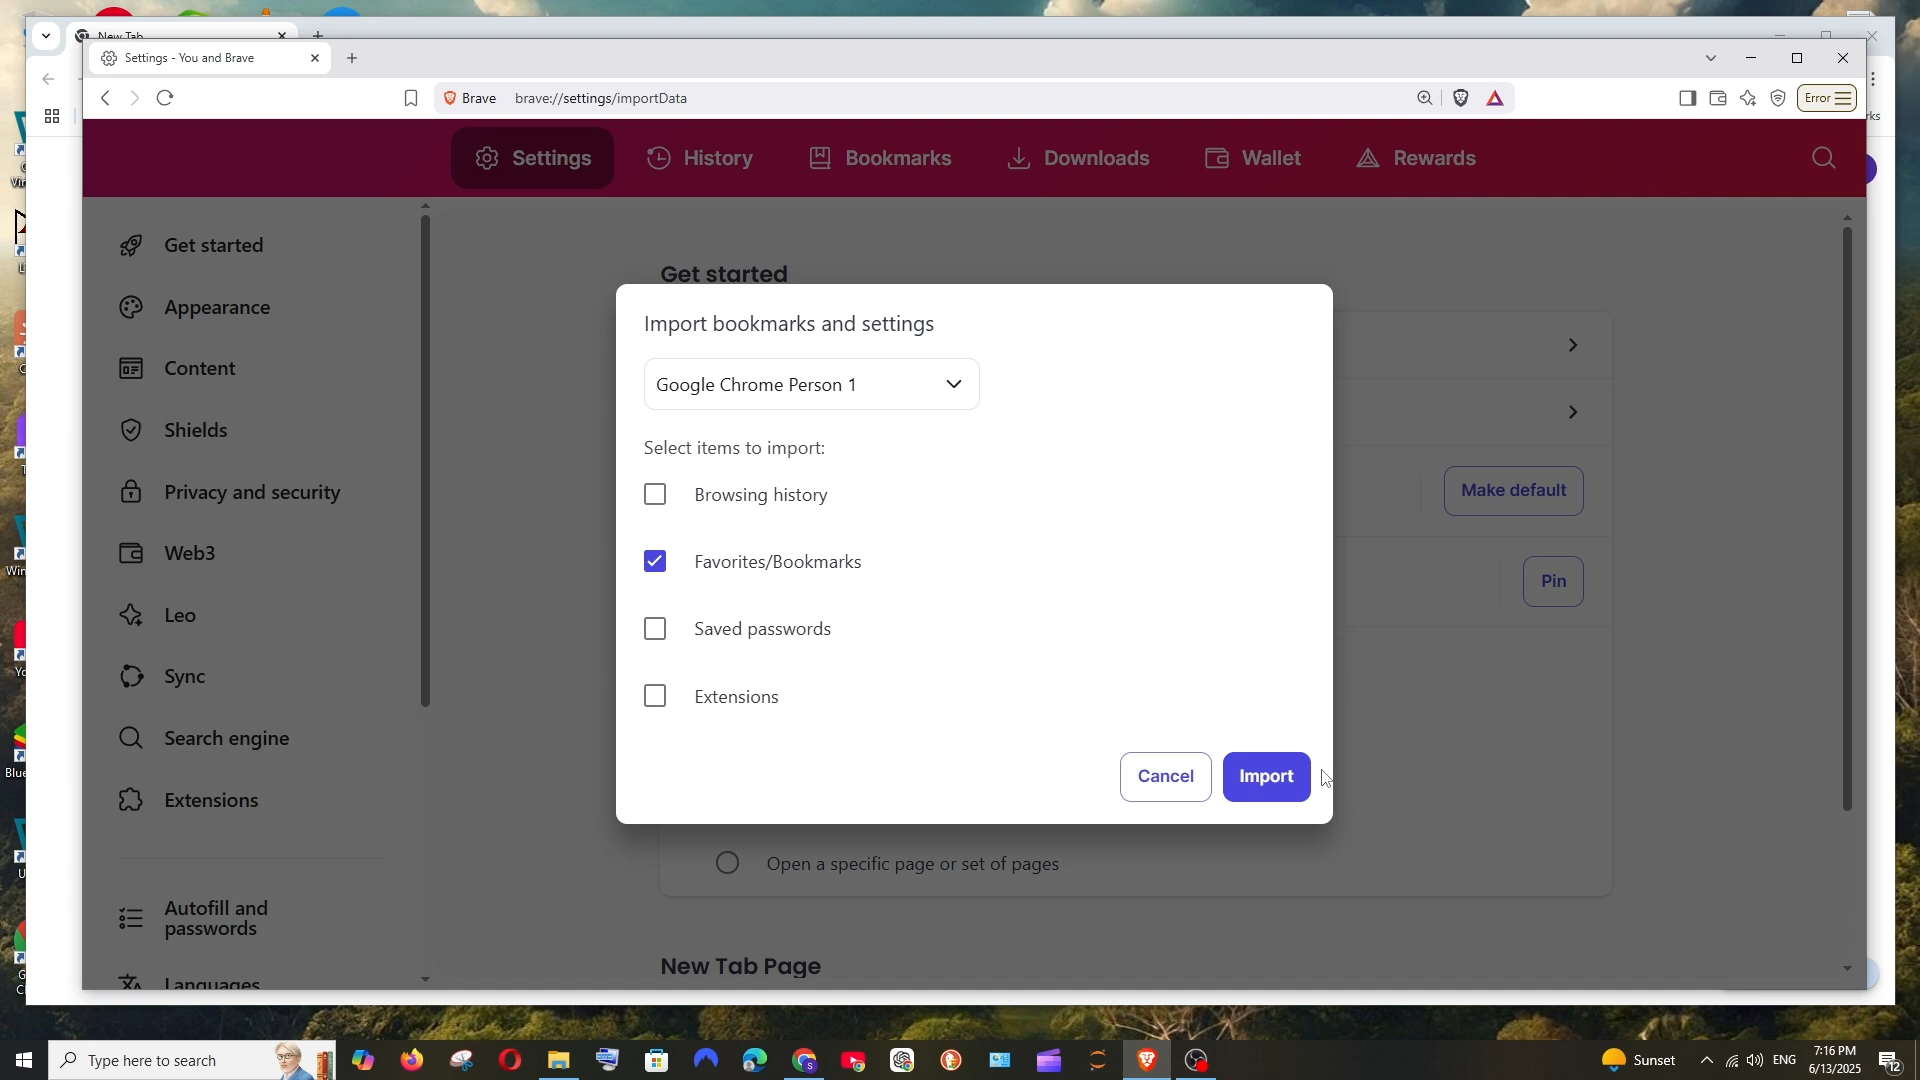 New Tab
Settings - You and Brave
Brave brave://settings/importData
Error
Settings
History
Bookmarks
Downloads
Wallet
Rewards
Get started
Appearance
Content
Shields
Privacy and security
Web3
Leo
Sync
Search engine
Extensions
Autofill and
passwords
Languages
Get started
Make default
Pin
Import bookmarks and settings
Google Chrome Person 1
Select items to import:
Browsing history
Favorites/Bookmarks
Saved passwords
Extensions
Cancel
Import
Open a specific page or set of pages
New Tab Page
Type here to search
Sunset
ENG
7:16 PM
6/13/2025
12